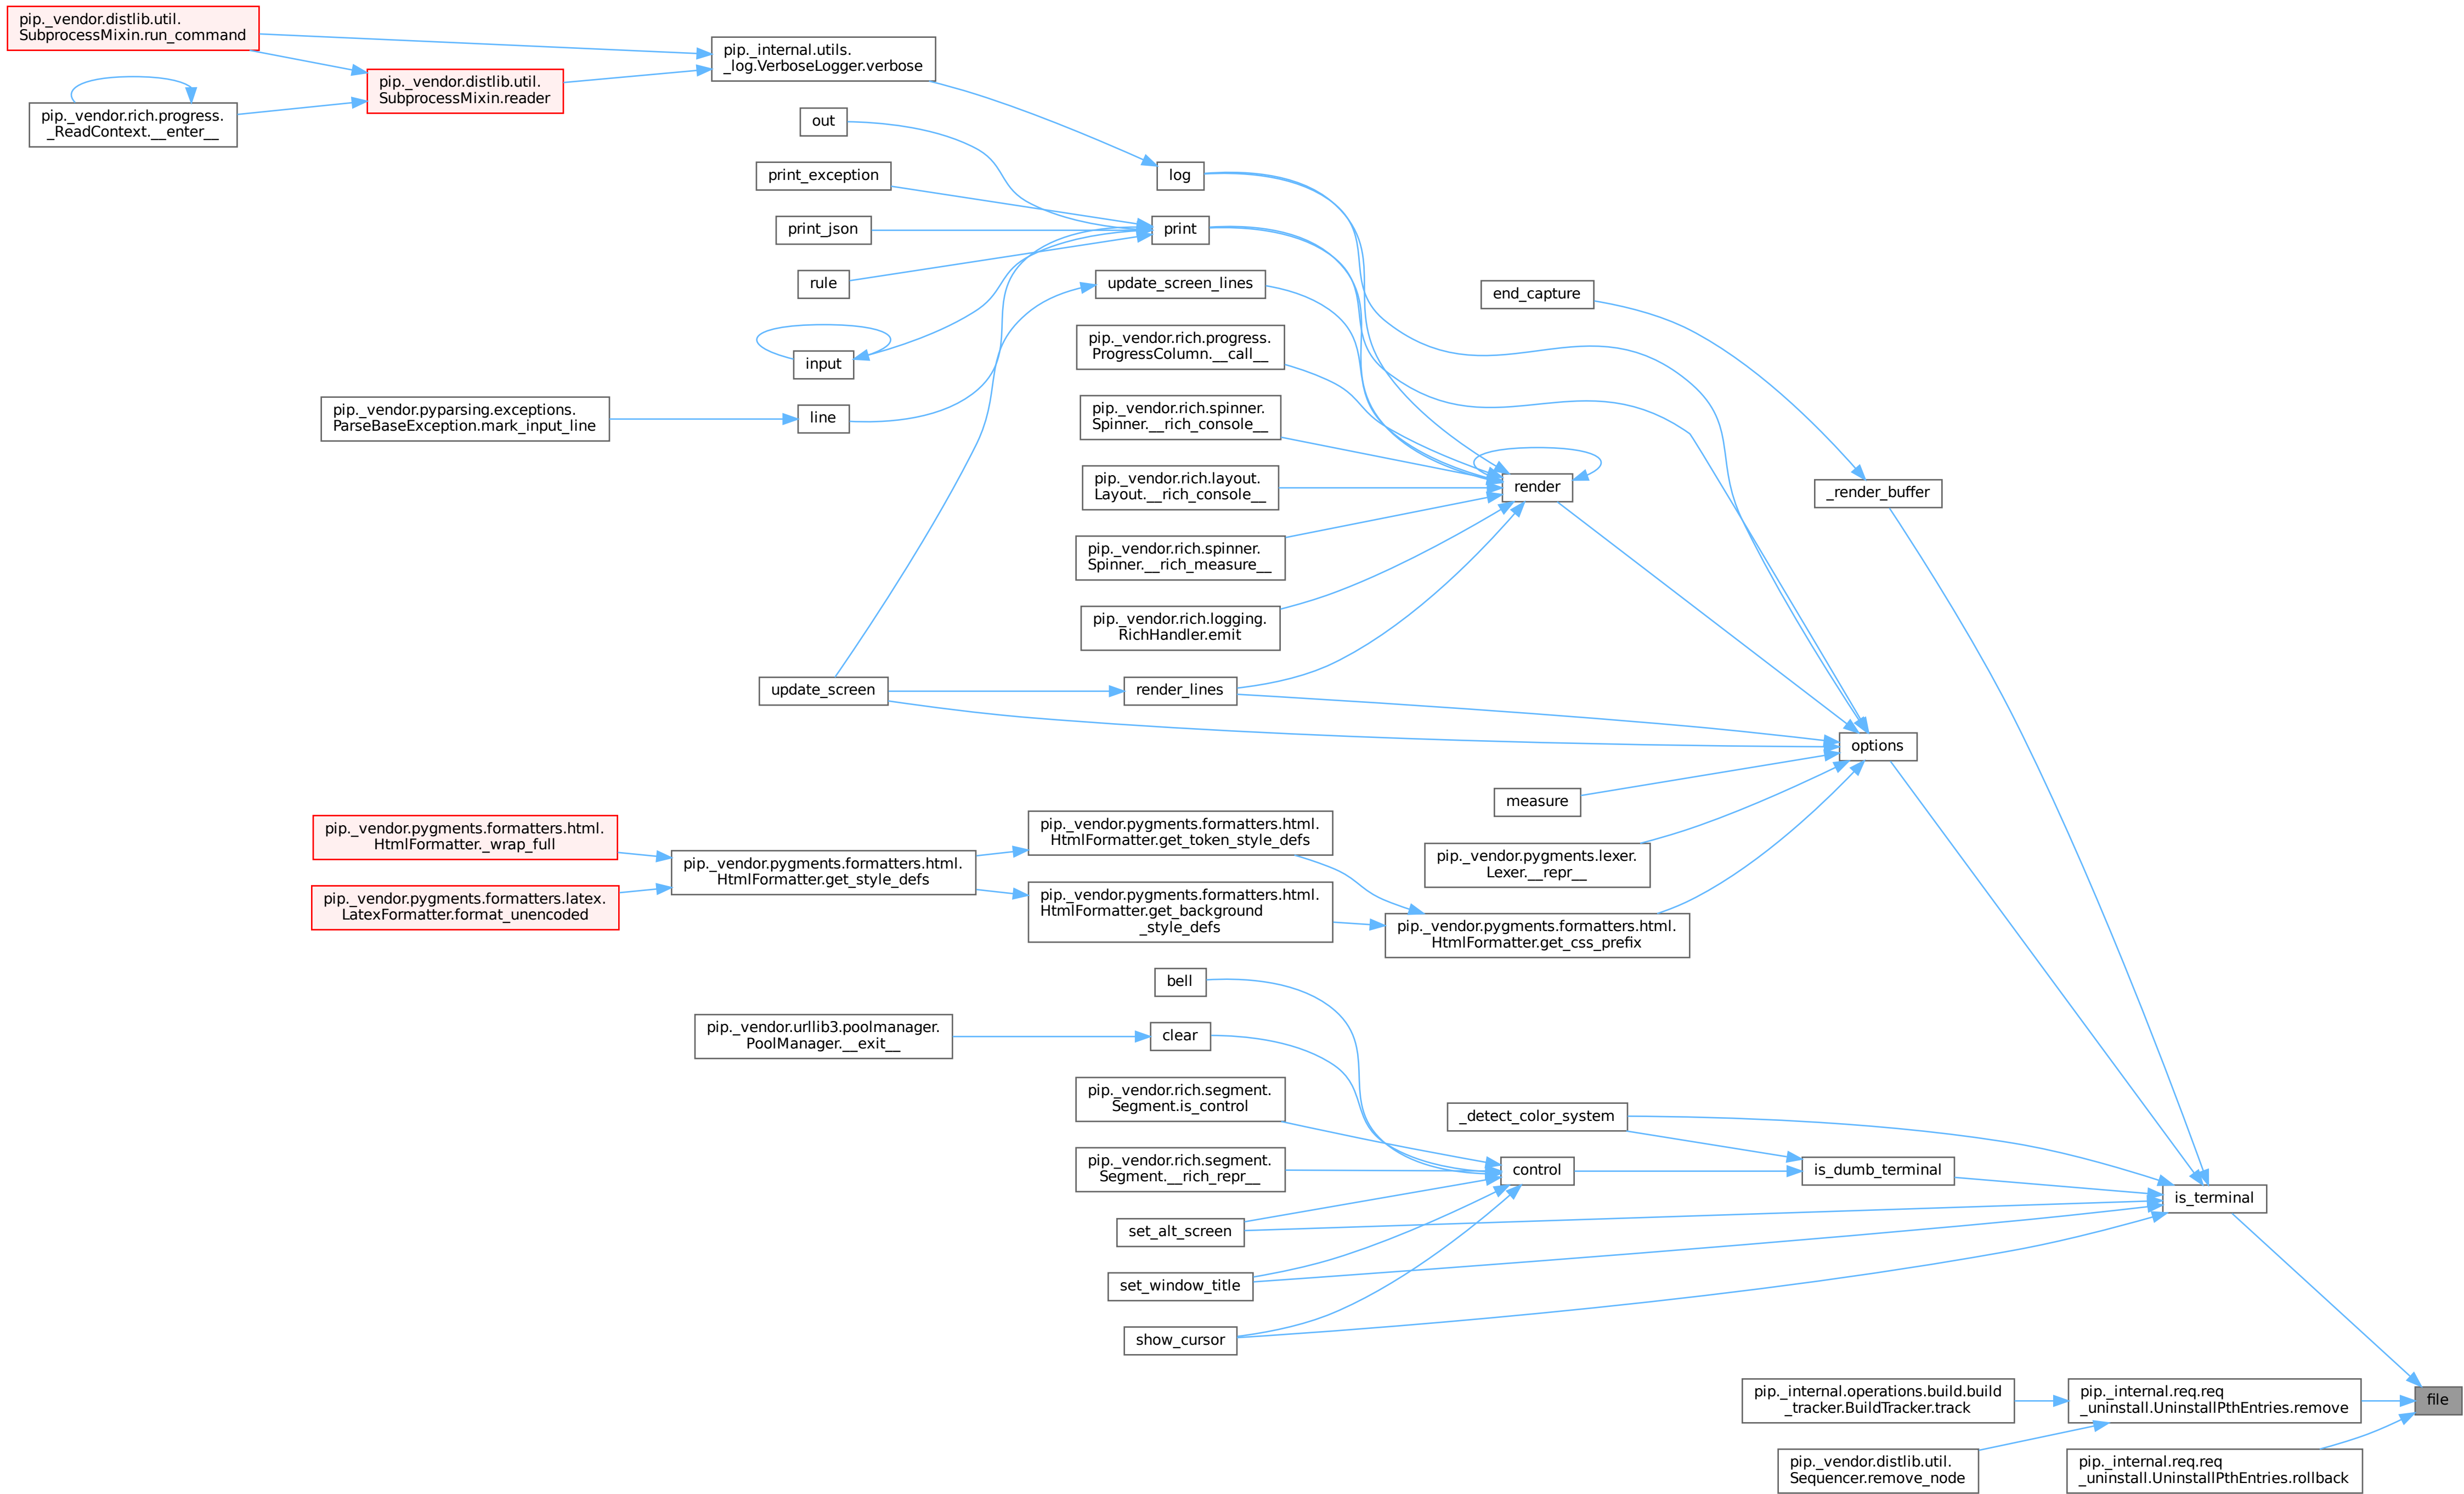 pip._vendor.distlib.util.
SubprocessMixin.run_command
pip._internal.utils.
_log.VerboseLogger.verbose
pip._vendor.distlib.util.
SubprocessMixin.reader
pip._vendor.rich.progress.
_ReadContext.__enter__
out
print_exception
log
print_json
print
rule
update_screen_lines
end_capture
pip._vendor.rich.progress.
ProgressColumn.__call__
input
pip._vendor.pyparsing.exceptions.
ParseBaseException.mark_input_line
line
pip._vendor.rich.spinner.
Spinner.__rich_console__
pip._vendor.rich.layout.
Layout.__rich_console__
render
_render_buffer
pip._vendor.rich.spinner.
Spinner.__rich_measure__
pip._vendor.rich.logging.
RichHandler.emit
update_screen
render_lines
options
measure
pip._vendor.pygments.formatters.html.
HtmlFormatter._wrap_full
pip._vendor.pygments.formatters.html.
HtmlFormatter.get_token_style_defs
pip._vendor.pygments.formatters.html.
HtmlFormatter.get_style_defs
pip._vendor.pygments.lexer.
Lexer.__repr__
pip._vendor.pygments.formatters.latex.
LatexFormatter.format_unencoded
pip._vendor.pygments.formatters.html.
HtmlFormatter.get_background
_style_defs
pip._vendor.pygments.formatters.html.
HtmlFormatter.get_css_prefix
bell
pip._vendor.urllib3.poolmanager.
PoolManager.__exit__
clear
pip._vendor.rich.segment.
Segment.is_control
_detect_color_system
pip._vendor.rich.segment.
Segment.__rich_repr__
control
is_dumb_terminal
is_terminal
set_alt_screen
set_window_title
show_cursor
pip._internal.operations.build.build
_tracker.BuildTracker.track
pip._internal.req.req
_uninstall.UninstallPthEntries.remove
file
pip._vendor.distlib.util.
Sequencer.remove_node
pip._internal.req.req
_uninstall.UninstallPthEntries.rollback